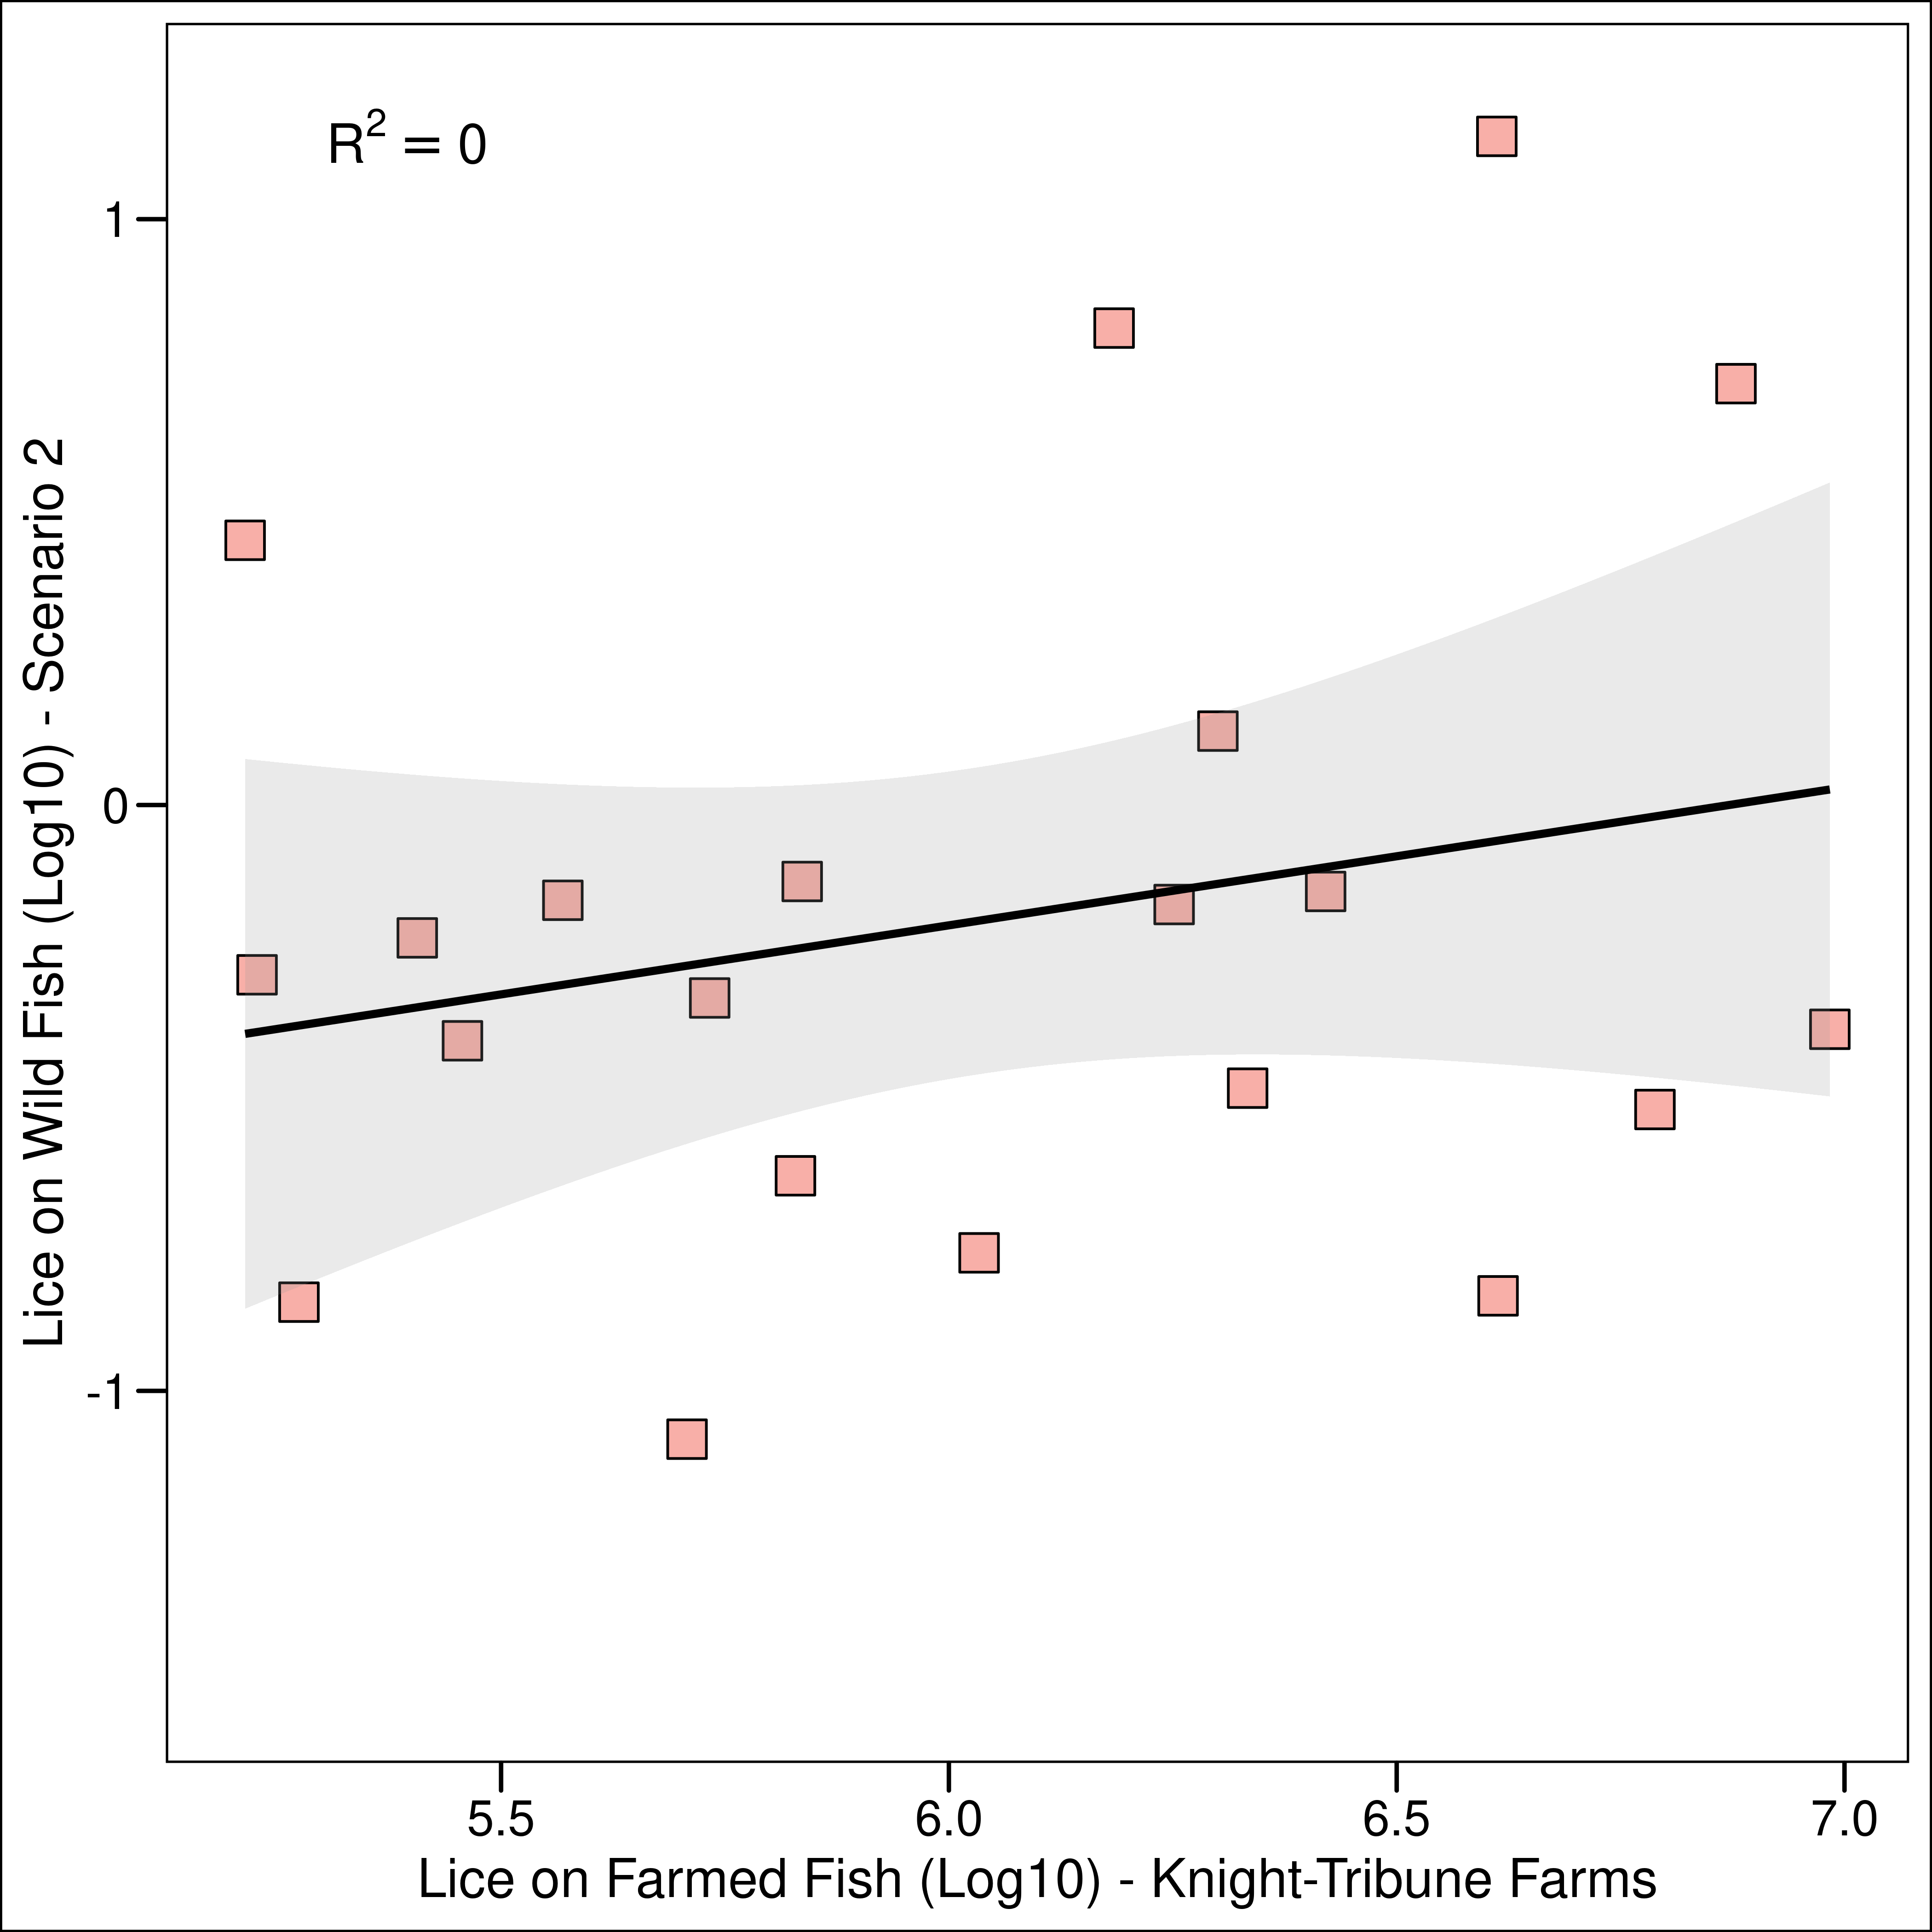 R² = 0
1
0
-1
Lice on Wild Fish (Log10) - Scenario 2
5.5 6.0 6.5 7.0
Lice on Farmed Fish (Log10) - Knight-Tribune Farms